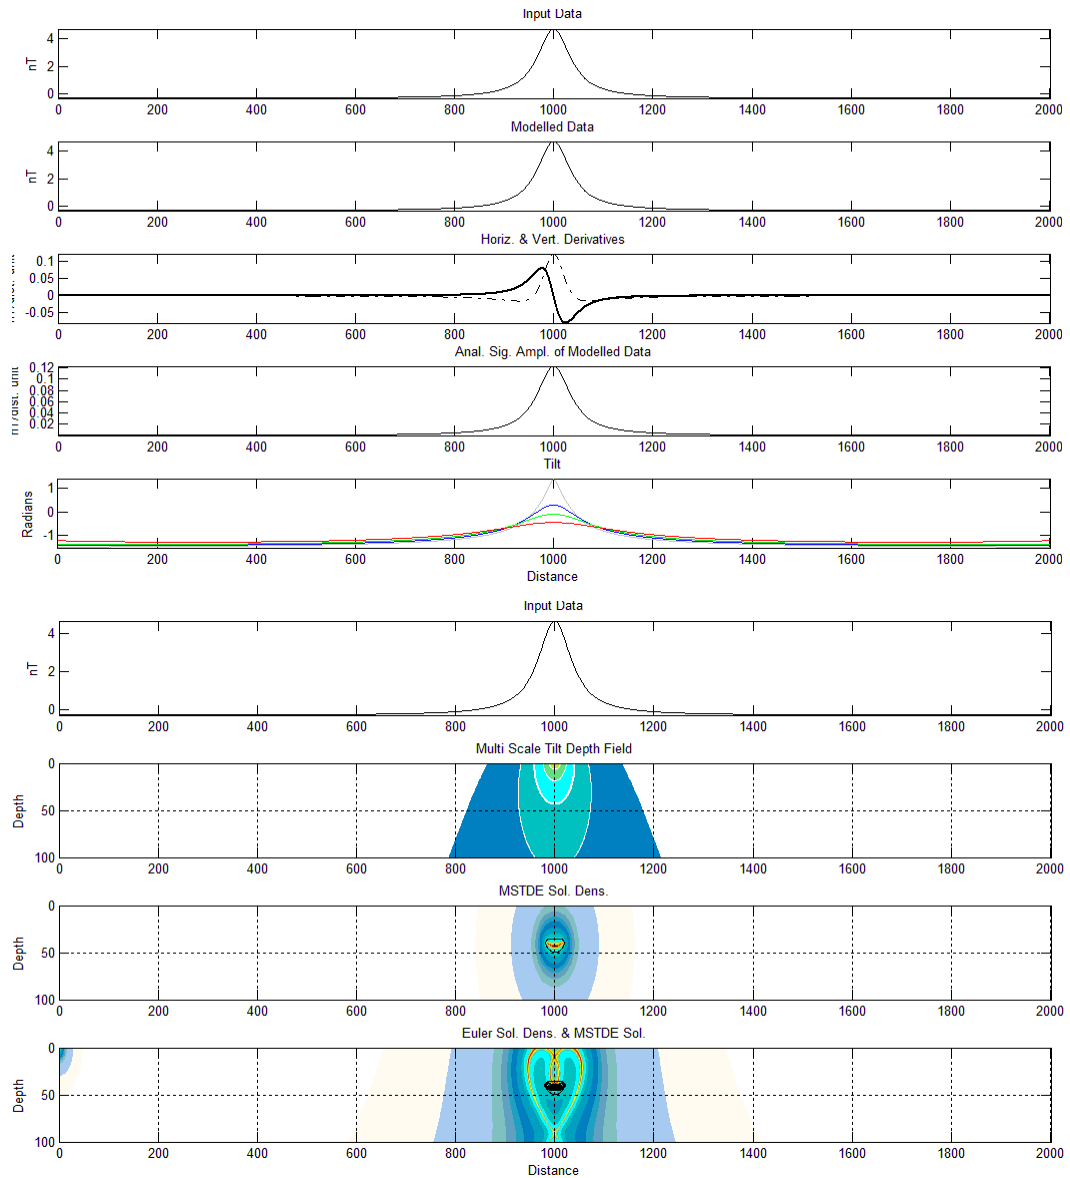 Input Data
4
2
0
nT
0 200 400 600 800 1000 1200 1400 1600 1800 2000
Modelled Data
4
2
0
nT
0 200 400 600 800 1000 1200 1400 1600 1800 2000
Horiz. & Vert. Derivatives
0.1
0.05
0
-0.05
0 200 400 600 800 1000 1200 1400 1600 1800 2000
Anal. Sig. Ampl. of Modelled Data
0.12
0.1
0.08
0.06
0.04
0.02
nT/dist. unit
0 200 400 600 800 1000 1200 1400 1600 1800 2000
Tilt
1
0
-1
Radians
0 200 400 600 800 1000 1200 1400 1600 1800 2000
Distance
Input Data
4
2
0
nT
0 200 400 600 800 1000 1200 1400 1600 1800 2000
Multi Scale Tilt Depth Field
0
50
100
Depth
0 200 400 600 800 1000 1200 1400 1600 1800 2000
MSTDE Sol. Dens.
0
50
100
Depth
0 200 400 600 800 1000 1200 1400 1600 1800 2000
Euler Sol. Dens. & MSTDE Sol.
0
50
100
Depth
0 200 400 600 800 1000 1200 1400 1600 1800 2000
Distance